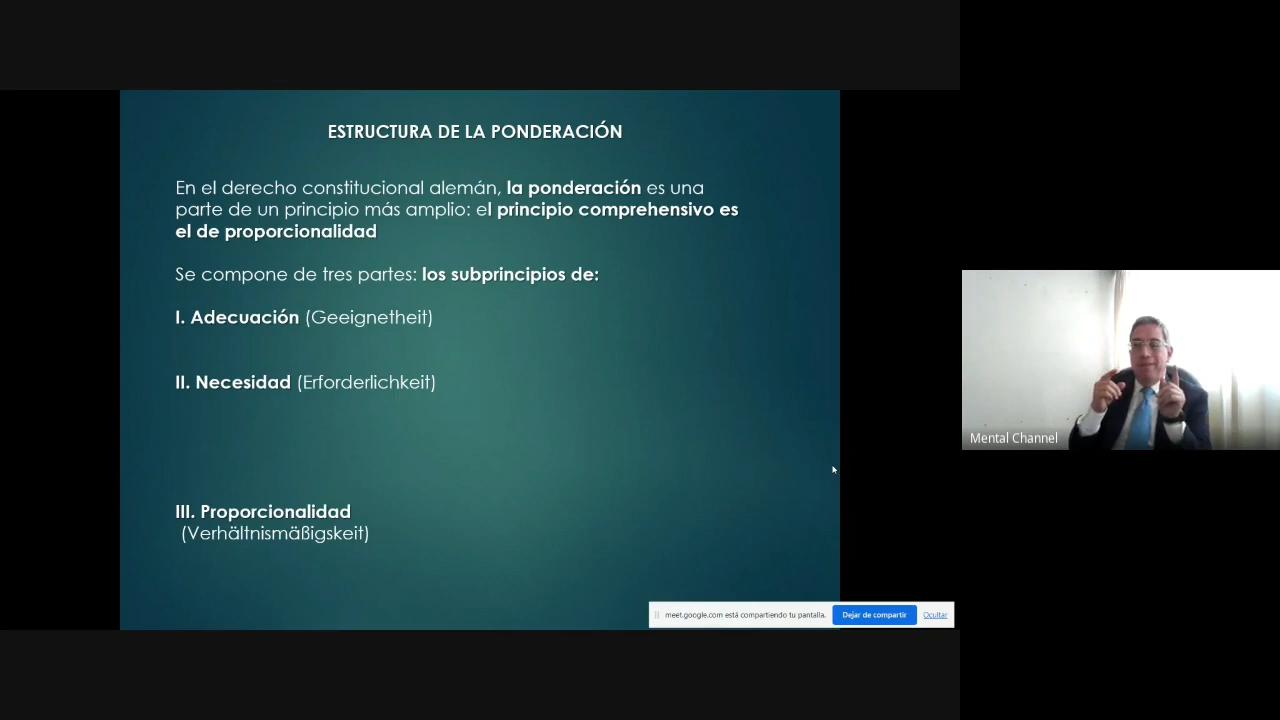 ESTRUCTURA DE LA PONDERACIÓN
En el derecho constitucional alemán, la ponderación es una
parte de un principio más amplio: el principio comprehensivo es
el de proporcionalidad
Se compone de tres partes: los subprincipios de:
I. Adecuación (Geeignetheit)
II. Necesidad (Erforderlichkeit)
III. Proporcionalidad
(Verhältnismäßigskeit)
Mental Channel
meet.google.com está compartiendo tu pantalla.
Dejar de compartir
Ocultar